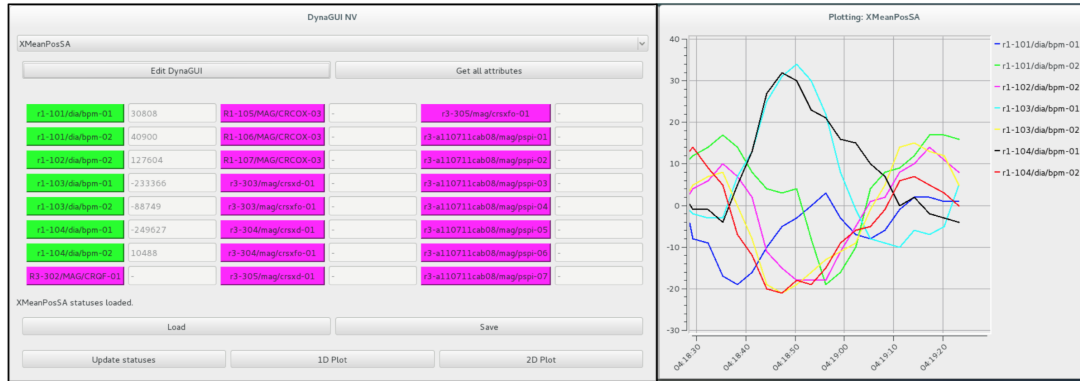 DynaGUI NV
XMeanPosSA
Edit DynaGUI
Get all attributes
r1-101/dia/bpm-01 30808 R1-105/MAG/CRCOX-03 - r3-305/mag/crsxfo-01 -
r1-101/dia/bpm-02 40900 R1-106/MAG/CRCOX-03 - r3-a110711cab08/mag/pspi-01 -
r1-102/dia/bpm-02 127604 R1-107/MAG/CRCOX-03 - r3-a110711cab08/mag/pspi-02 -
r1-103/dia/bpm-01 -233366 r3-303/mag/crsxd-01 - r3-a110711cab08/mag/pspi-03 -
r1-103/dia/bpm-02 -88749 r3-303/mag/crsxfo-01 - r3-a110711cab08/mag/pspi-04 -
r1-104/dia/bpm-01 -249627 r3-304/mag/crsxd-01 - r3-a110711cab08/mag/pspi-05 -
r1-104/dia/bpm-02 10488 r3-304/mag/crsxfo-01 - r3-a110711cab08/mag/pspi-06 -
R3-302/MAG/CRQF-01 - r3-305/mag/crsxd-01 - r3-a110711cab08/mag/pspi-07 -
XMeanPosSA statuses loaded.
Load
Save
Update statuses
1D Plot
2D Plot
Plotting: XMeanPosSA
40
30
20
10
0
-10
-20
-30
04:18:30
04:18:40
04:18:50
04:19:00
04:19:10
04:19:20
r1-101/dia/bpm-01
r1-101/dia/bpm-02
r1-102/dia/bpm-02
r1-103/dia/bpm-01
r1-103/dia/bpm-02
r1-104/dia/bpm-01
r1-104/dia/bpm-02